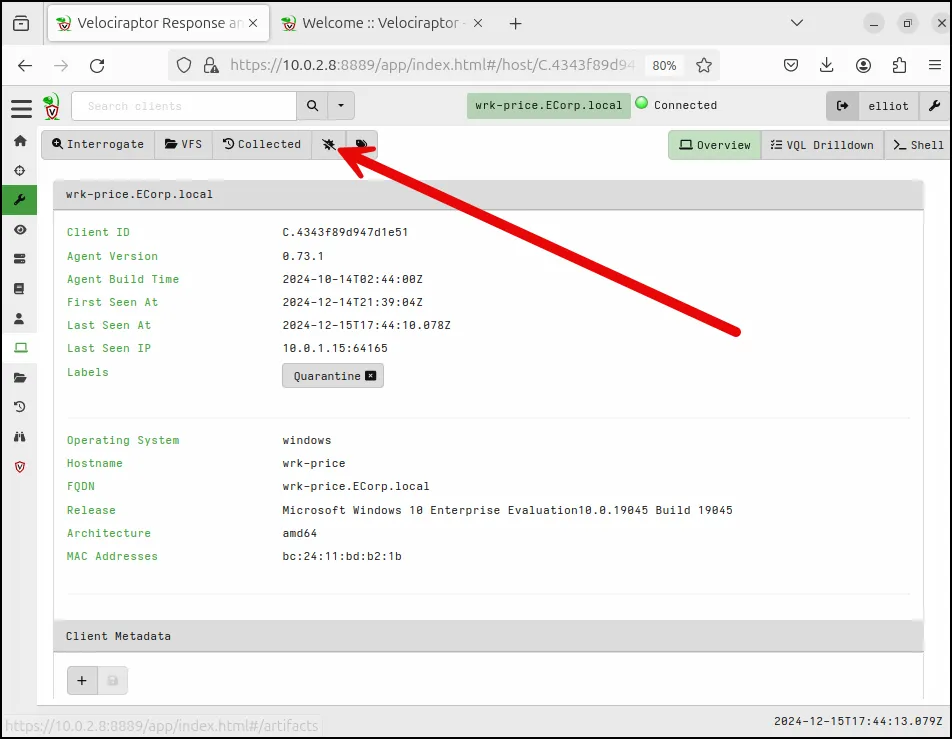 Velociraptor Response an
Welcome :: Velociraptor
https://10.0.2.8:8889/app/index.html#/host/C.4343f89d94
80%
Search clients
wrk-price.ECorp.local
Connected
elliot
Interrogate
VFS
Collected
Overview
VQL Drilldown
>_ Shell
wrk-price.ECorp.local
Client ID C.4343f89d947d1e51
Agent Version 0.73.1
Agent Build Time 2024-10-14T02:44:00Z
First Seen At 2024-12-14T21:39:04Z
Last Seen At 2024-12-15T17:44:10.078Z
Last Seen IP 10.0.1.15:64165
Labels Quarantine
Operating System windows
Hostname wrk-price
FQDN wrk-price.ECorp.local
Release Microsoft Windows 10 Enterprise Evaluation10.0.19045 Build 19045
Architecture amd64
MAC Addresses bc:24:11:bd:b2:1b
Client Metadata
https://10.0.2.8:8889/app/index.html#/artifacts
2024-12-15T17:44:13.079Z